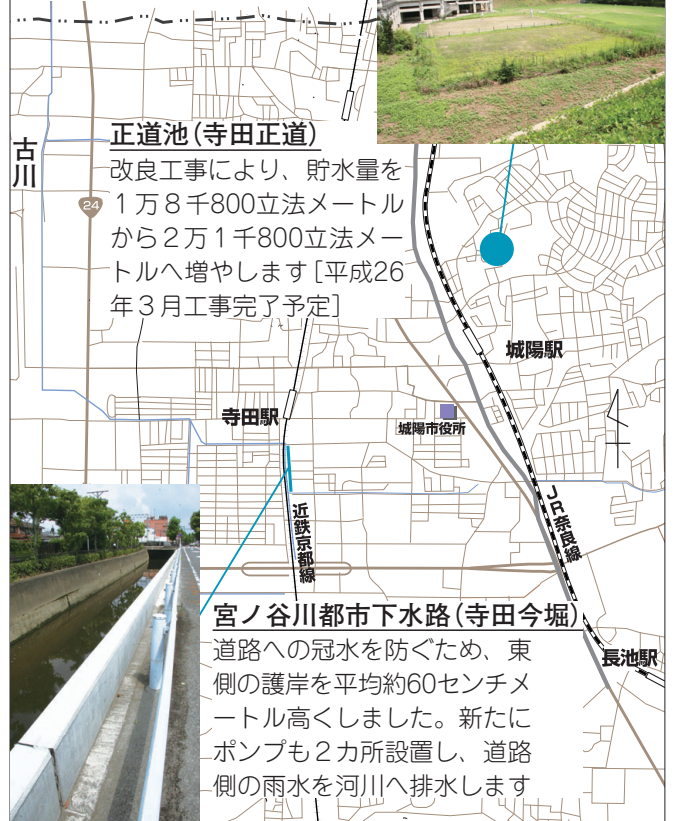 正道池(寺田正道)
改良工事により、貯水量を
1万8千800立法メートル
から2万1千800立法メー
トルへ増やします[平成26
年3月工事完了予定]
古川
24
城陽駅
寺田駅
城陽市役所
JR奈良線
近鉄京都線
宮ノ谷川都市下水路(寺田今堀)
道路への冠水を防ぐため、東
側の護岸を平均約60センチメ
ートル高くしました。新たに
ポンプも2カ所設置し、道路
側の雨水を河川へ排水します
長池駅